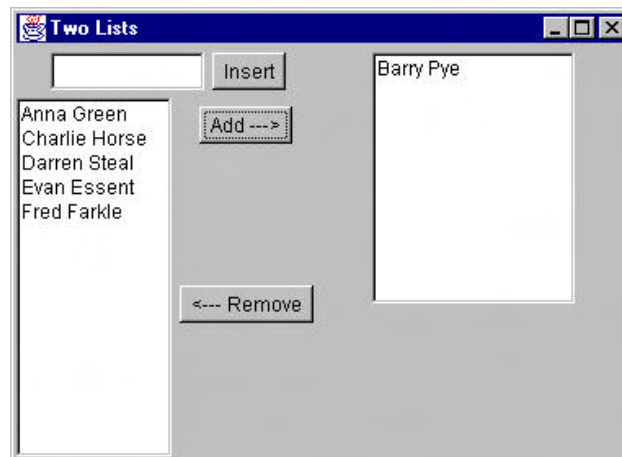 Two Lists
Insert
Barry Pye
Anna Green
Add --->
Charlie Horse
Darren Steal
Evan Essent
Fred Farkle
<--- Remove